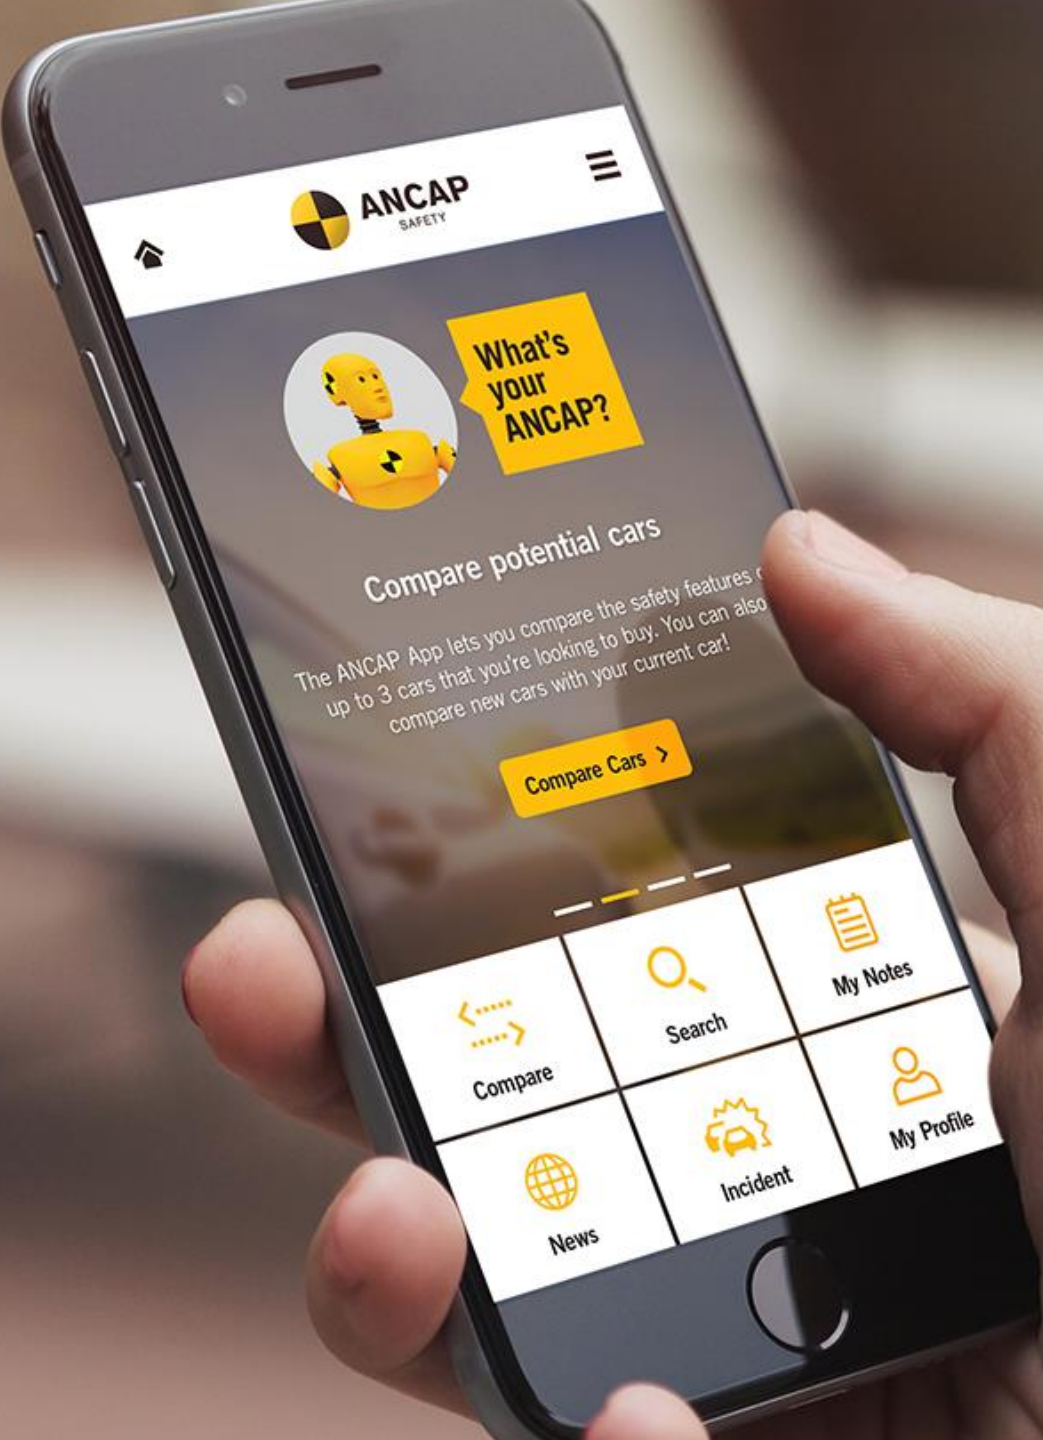 ANCAP
SAFETY
What's
your
ANCAP?
Compare potential cars
The ANCAP App lets you compare the safety features
up to 3 cars that you're looking to buy. You can also
compare new cars with your current car!
Compare Cars
Compare
Search
My Notes
News
Incident
My Profile